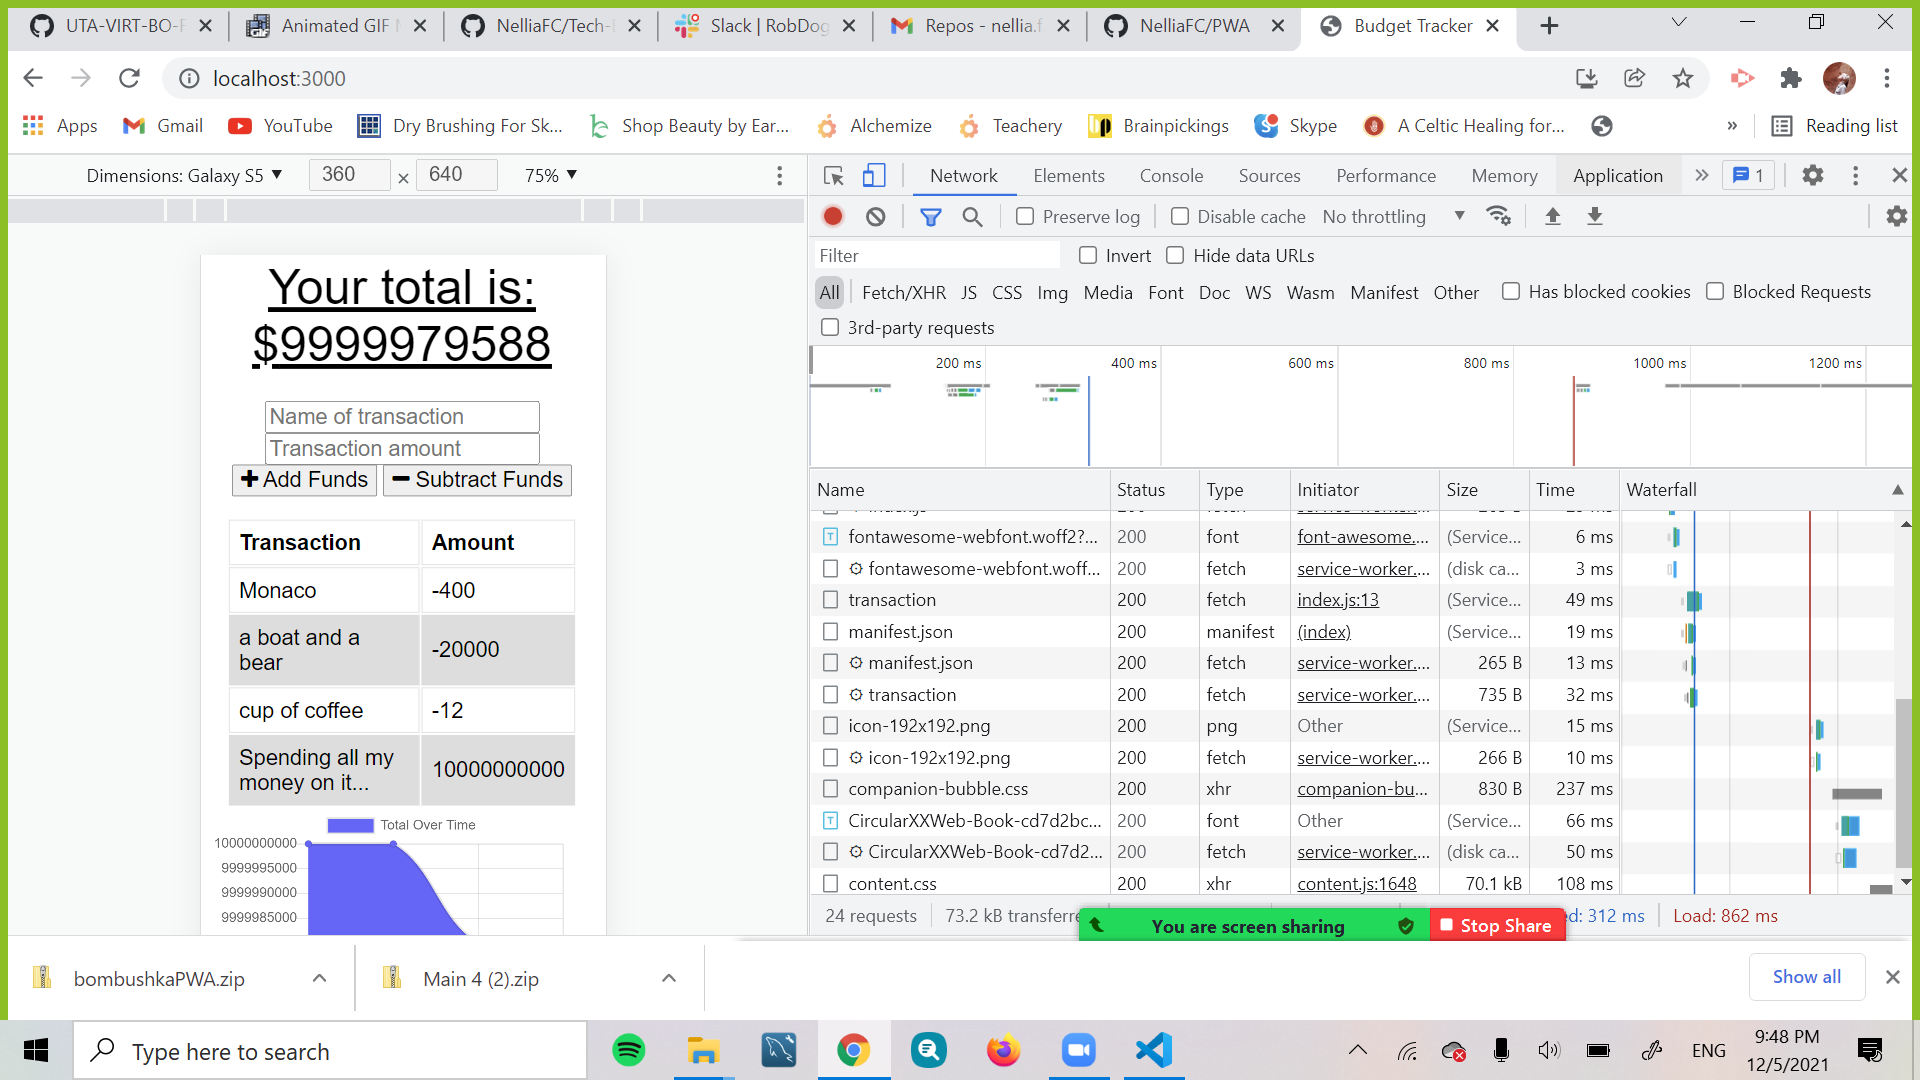 UTA-VIRT-BO-F
Animated GIF M
NelliaFC/Tech-
Slack | RobDog
Repos - nellia.f
NelliaFC/PWA
Budget Tracker
localhost:3000
Apps
Gmail
YouTube
Dry Brushing For Sk...
Shop Beauty by Ear...
Alchemize
Teachery
Brainpickings
Skype
A Celtic Healing for...
»
Reading list
Dimensions: Galaxy S5 ▼ 360 × 640 75% ▼
Network Elements Console Sources Performance Memory Application » 1
Preserve log Disable cache No throttling ▼
Filter Invert Hide data URLs
All Fetch/XHR JS CSS Img Media Font Doc WS Wasm Manifest Other Has blocked cookies Blocked Requests
3rd-party requests
200 ms 400 ms 600 ms 800 ms 1000 ms 1200 ms
Your total is:
$9999979588
Name of transaction
Transaction amount
Add Funds Subtract Funds
Transaction Amount
Monaco -400
a boat and a
bear -20000
cup of coffee -12
Spending all my
money on it... 10000000000
Total Over Time
10000000000
9999995000
9999990000
9999985000
Name Status Type Initiator Size Time Waterfall
fontawesome-webfont.woff2?... 200 font font-awesome.... (Service... 6 ms
fontawesome-webfont.woff... 200 fetch service-worker.... (disk ca... 3 ms
transaction 200 fetch index.js:13 (Service... 49 ms
manifest.json 200 manifest (index) (Service... 19 ms
manifest.json 200 fetch service-worker.... 265 B 13 ms
transaction 200 fetch service-worker.... 735 B 32 ms
icon-192x192.png 200 png Other (Service... 15 ms
icon-192x192.png 200 fetch service-worker.... 266 B 10 ms
companion-bubble.css 200 xhr companion-bu... 830 B 237 ms
CircularXXWeb-Book-cd7d2bc... 200 font Other (Service... 66 ms
CircularXXWeb-Book-cd7d2... 200 fetch service-worker.... (disk ca... 50 ms
content.css 200 xhr content.js:1648 70.1 kB 108 ms
24 requests 73.2 kB transferre ed: 312 ms Load: 862 ms
You are screen sharing Stop Share
bombushkaPWA.zip Main 4 (2).zip Show all
Type here to search
ENG
9:48 PM
12/5/2021